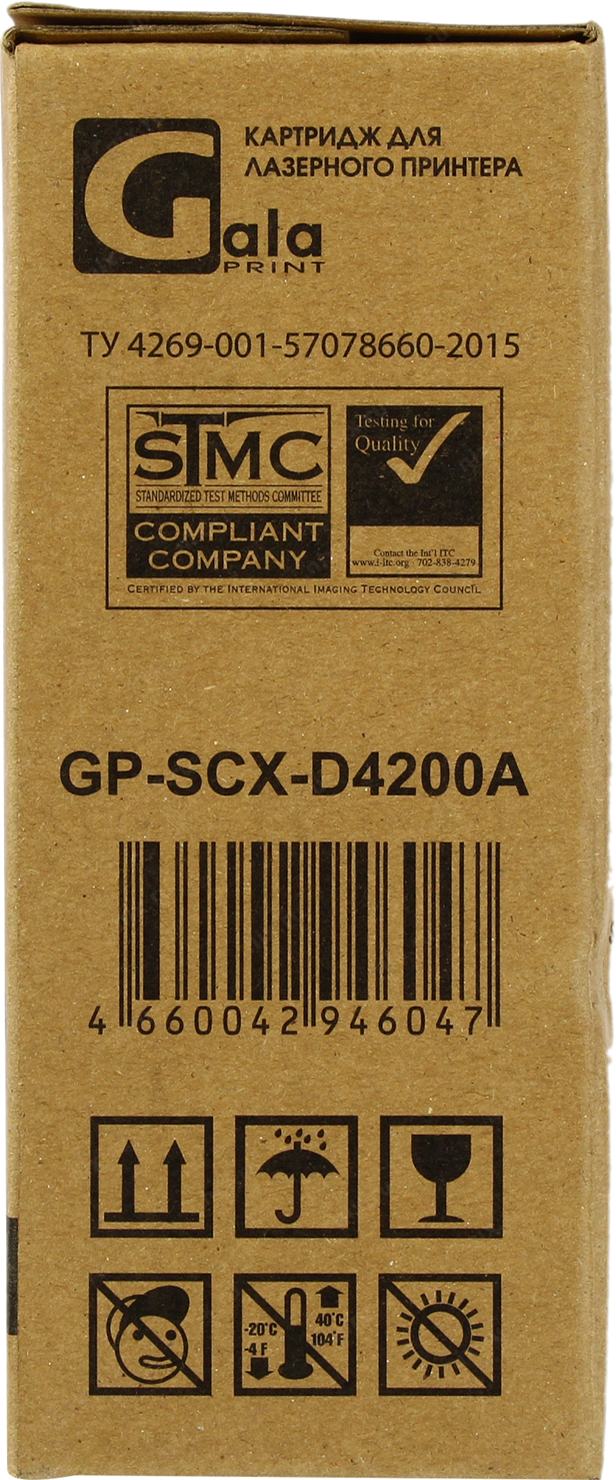 КАРТРИДЖ ДЛЯ
ЛАЗЕРНОГО ПРИНТЕРА
Gala
PRINT
ТУ 4269-001-57078660-2015
STMC
STANDARDIZED TEST METHODS COMMITTEE
COMPLIANT
COMPANY
Testing for
Quality
Contact the Int'l ITC
www.i-itc.org 702-838-4279
CERTIFIED BY THE INTERNATIONAL IMAGING TECHNOLOGY COUNCIL
GP-SCX-D4200A
4 660042 946047
-20°C
-4 F
40°C
104°F